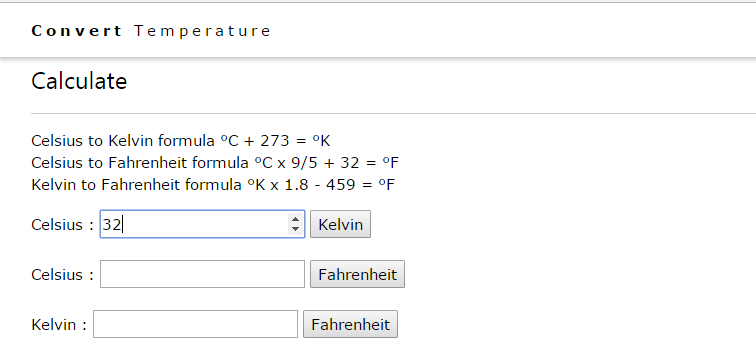 Convert Temperature
Calculate
Celsius to Kelvin formula ºC + 273 = ºK
Celsius to Fahrenheit formula ºC x 9/5 + 32 = ºF
Kelvin to Fahrenheit formula ºK x 1.8 - 459 = ºF
Celsius : 32 Kelvin
Celsius : Fahrenheit
Kelvin : Fahrenheit